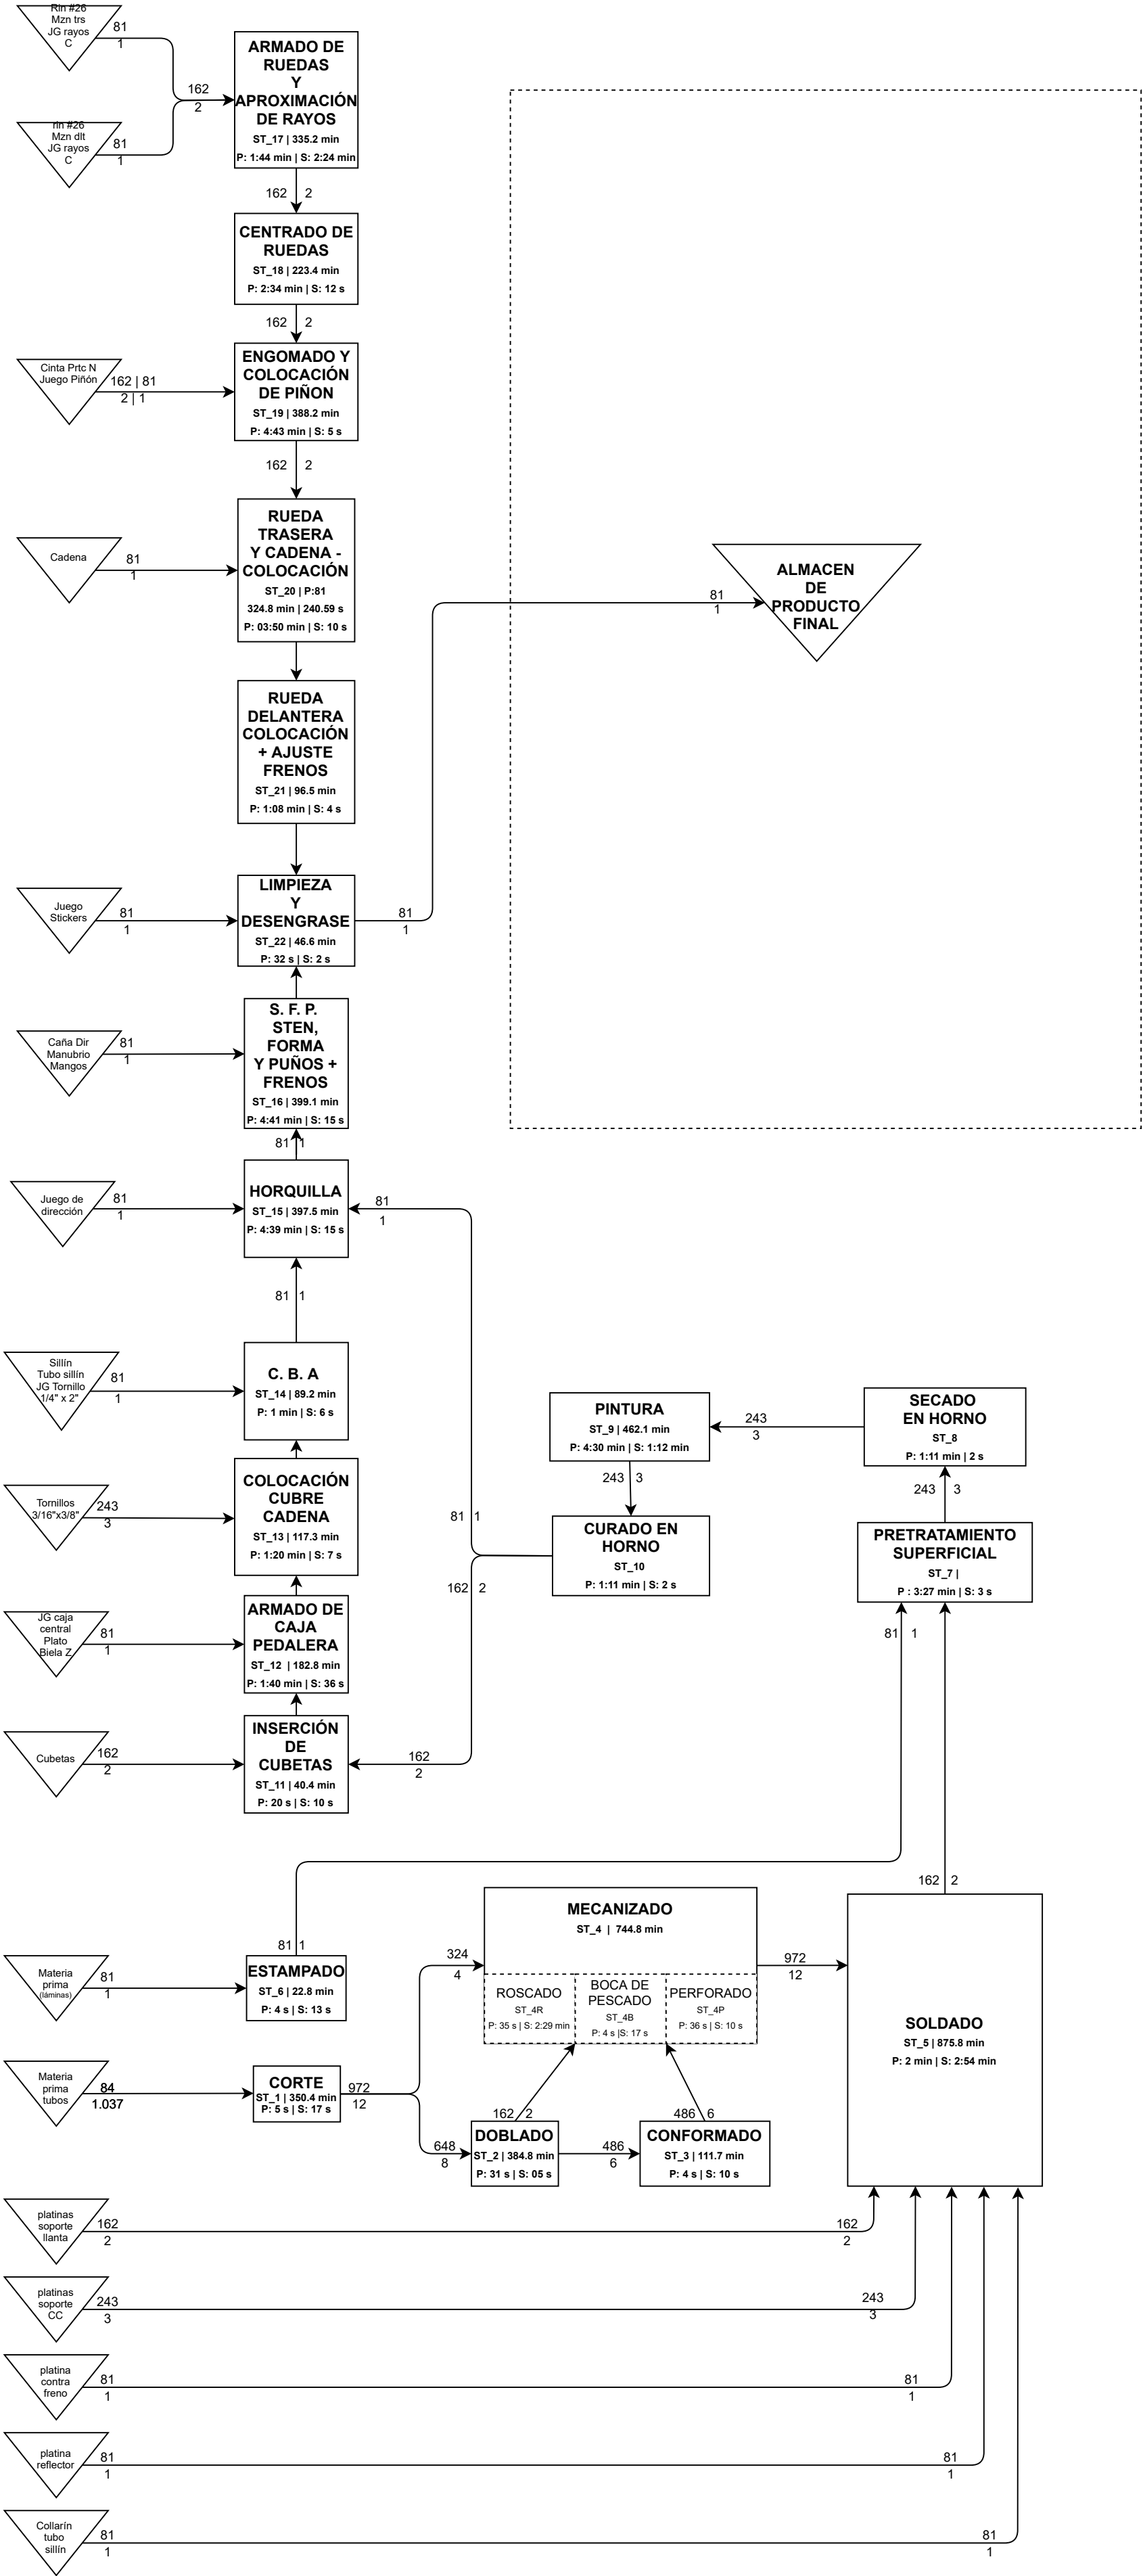 Rin #26
Mzn trs
JG rayos
C
81
1
rin #26
Mzn dlt
JG rayos
C
81
1
162
2
ARMADO DE
RUEDAS
Y
APROXIMACIÓN
DE RAYOS
ST_17 | 335.2 min
P: 1:44 min | S: 2:24 min
162 2
CENTRADO DE
RUEDAS
ST_18 | 223.4 min
P: 2:34 min | S: 12 s
162 2
Cinta Prtc N
Juego Piñón
162 | 81
2 | 1
ENGOMADO Y
COLOCACIÓN
DE PIÑON
ST_19 | 388.2 min
P: 4:43 min | S: 5 s
162 2
Cadena
81
1
RUEDA
TRASERA
Y CADENA -
COLOCACIÓN
ST_20 | P:81
324.8 min | 240.59 s
P: 03:50 min | S: 10 s
ALMACEN
DE
PRODUCTO
FINAL
81
1
RUEDA
DELANTERA
COLOCACIÓN
+ AJUSTE
FRENOS
ST_21 | 96.5 min
P: 1:08 min | S: 4 s
Juego
Stickers
81
1
LIMPIEZA
Y
DESENGRASE
ST_22 | 46.6 min
P: 32 s | S: 2 s
81
1
Caña Dir
Manubrio
Mangos
81
1
S. F. P.
STEN,
FORMA
Y PUÑOS +
FRENOS
ST_16 | 399.1 min
P: 4:41 min | S: 15 s
81 1
Juego de
dirección
81
1
HORQUILLA
ST_15 | 397.5 min
P: 4:39 min | S: 15 s
81
1
81 1
Sillín
Tubo sillín
JG Tornillo
1/4" x 2"
81
1
C. B. A
ST_14 | 89.2 min
P: 1 min | S: 6 s
PINTURA
ST_9 | 462.1 min
P: 4:30 min | S: 1:12 min
243
3
SECADO
EN HORNO
ST_8
P: 1:11 min | 2 s
243 3
243 3
Tornillos
3/16"x3/8"
243
3
COLOCACIÓN
CUBRE
CADENA
ST_13 | 117.3 min
P: 1:20 min | S: 7 s
81 1
CURADO EN
HORNO
ST_10
P: 1:11 min | S: 2 s
162 2
PRETRATAMIENTO
SUPERFICIAL
ST_7 |
P : 3:27 min | S: 3 s
81 1
JG caja
central
Plato
Biela Z
81
1
ARMADO DE
CAJA
PEDALERA
ST_12 | 182.8 min
P: 1:40 min | S: 36 s
Cubetas
162
2
INSERCIÓN
DE
CUBETAS
ST_11 | 40.4 min
P: 20 s | S: 10 s
162
2
162 2
81 1
Materia
prima
(láminas)
81
1
ESTAMPADO
ST_6 | 22.8 min
P: 4 s | S: 13 s
324
4
MECANIZADO
ST_4 | 744.8 min
ROSCADO
ST_4R
P: 35 s | S: 2:29 min
BOCA DE
PESCADO
ST_4B
P: 4 s |S: 17 s
PERFORADO
ST_4P
P: 36 s | S: 10 s
972
12
SOLDADO
ST_5 | 875.8 min
P: 2 min | S: 2:54 min
Materia
prima
tubos
84
1.037
CORTE
ST_1 | 350.4 min
P: 5 s | S: 17 s
972
12
162 2
486 6
648
8
DOBLADO
ST_2 | 384.8 min
P: 31 s | S: 05 s
486
6
CONFORMADO
ST_3 | 111.7 min
P: 4 s | S: 10 s
platinas
soporte
llanta
162
2
162
2
platinas
soporte
CC
243
3
243
3
platina
contra
freno
81
1
81
1
platina
reflector
81
1
81
1
Collarín
tubo
sillín
81
1
81
1